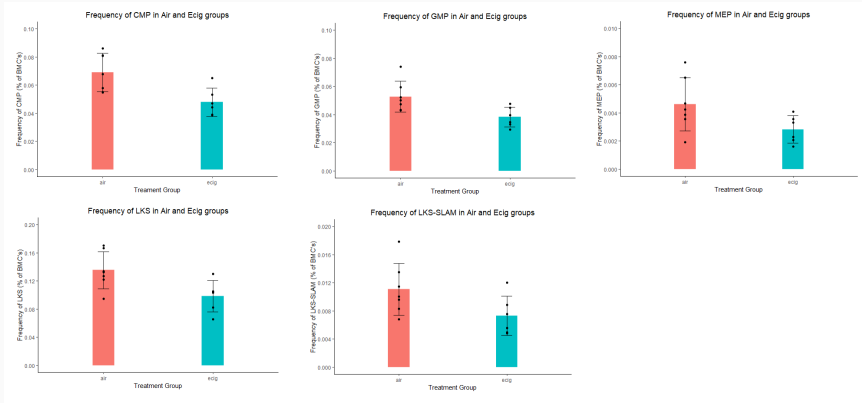 Frequency of CMP in Air and Ecig groups
Frequency of CMP (% of BMC's)
0.10
0.08
0.06
0.04
0.02
0.00
air
ecig
Treament Group
Frequency of GMP in Air and Ecig groups
Frequency of GMP (% of BMC's)
0.10
0.08
0.06
0.04
0.02
0.00
air
ecig
Treatment Group
Frequency of MEP in Air and Ecig groups
Frequency of MEP (% of BMC's)
0.010
0.008
0.006
0.004
0.002
0.000
air
ecig
Treatment Group
Frequency of LKS in Air and Ecig groups
Frequency of LKS (% of BMC's)
0.20
0.16
0.12
0.08
0.04
0.00
air
ecig
Treatment Group
Frequency of LKS-SLAM in Air and Ecig groups
Frequency of LKS-SLAM (% of BMC's)
0.020
0.016
0.012
0.008
0.004
0.000
air
ecig
Treatment Group